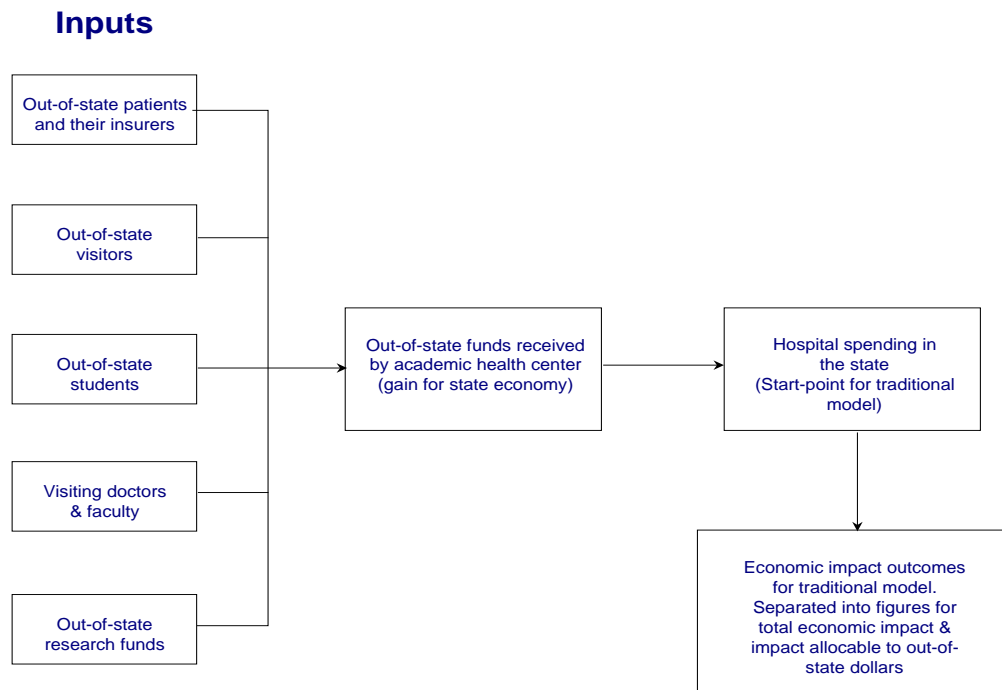 Inputs
Out-of-state patients
and their insurers
Out-of-state
visitors
Out-of-state
students
Visiting doctors
& faculty
Out-of-state
research funds
Out-of-state funds received
by academic health center
(gain for state economy)
Hospital spending in
the state
(Start-point for traditional
model)
Economic impact outcomes
for traditional model.
Separated into figures for
total economic impact &
impact allocable to out-of-
state dollars